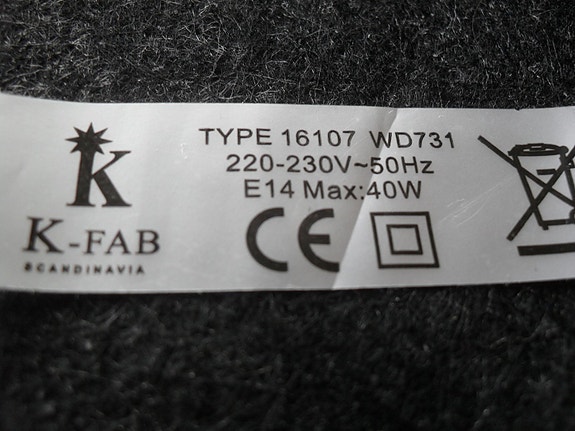 K
K-FAB
SCANDINAVIA
TYPE 16107 WD731
220-230V~50Hz
E14 Max:40W
CE